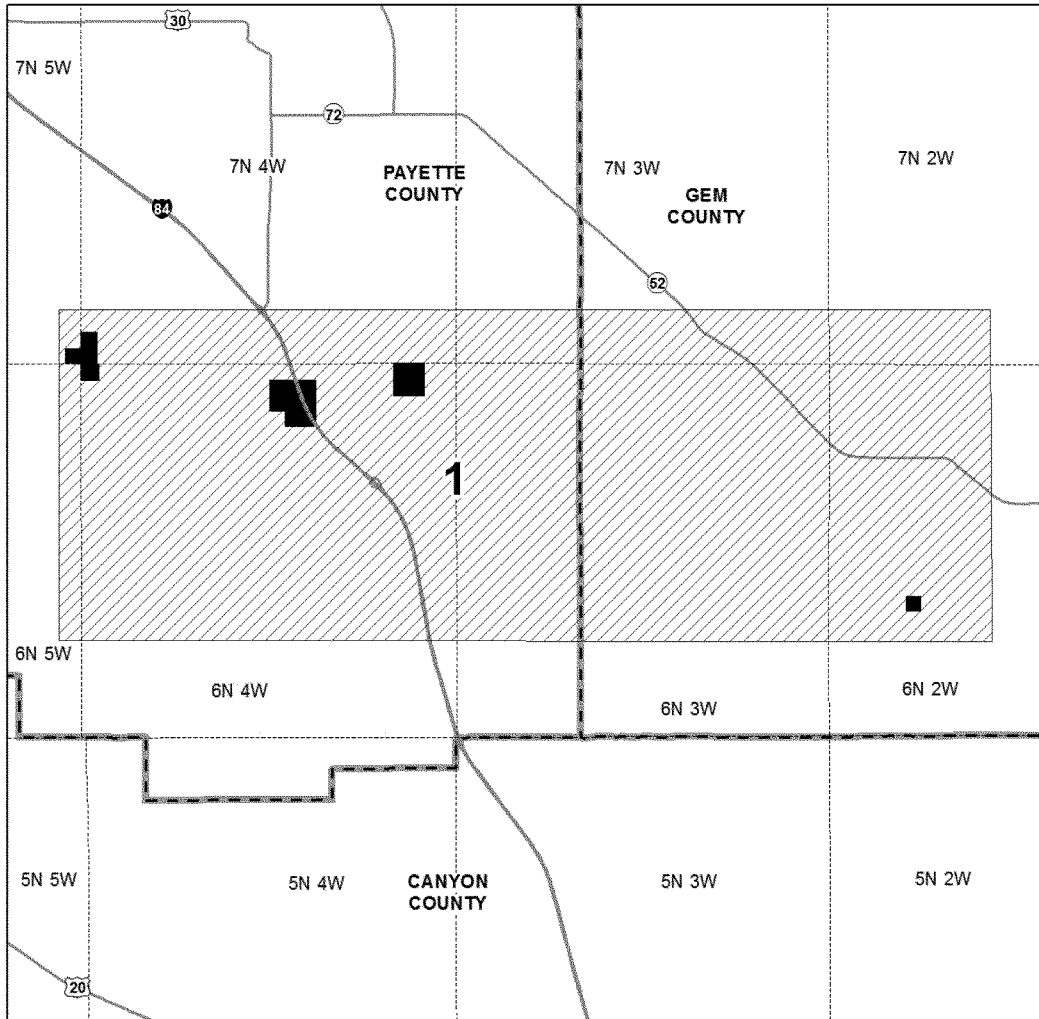 30
7N 5W
72
7N 4W
PAYETTE
COUNTY
7N 3W
7N 2W
GEM
COUNTY
84
52
1
6N 5W
6N 4W
6N 3W
6N 2W
5N 5W
5N 4W
CANYON
COUNTY
5N 3W
5N 2W
20